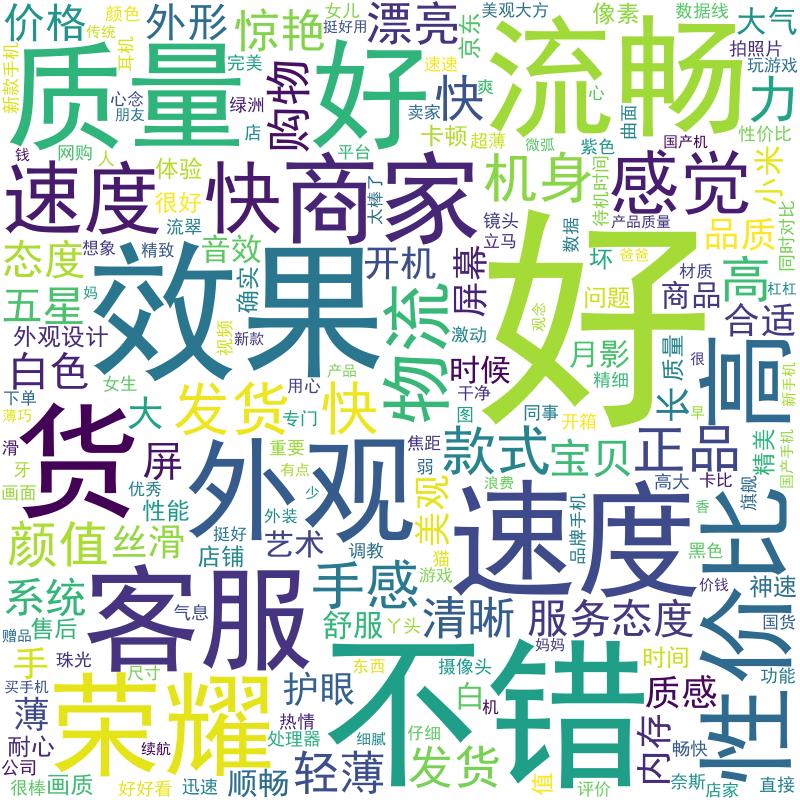 价格
颜色
传统
外形
惊艳
女儿
挺好用
漂亮
京东
美观大方
像素
数据线
大气
拍照片
玩游戏
新款手机
耳机
质量
心念
朋友
完美
绿洲
店
购物
好
速速
爽
卖家
快
卡顿
超薄
流畅
心
微弧
曲面
紫色
国产机
力
性价比
钱
网购
人
体验
很好
流翠
速度
快
平台
太棒了
商家
机身
镜头
立马
待机时间
数据
感觉
产品质量
小米
品质
同时对比
态度
想象
精致
音效
确实
效果
开机
屏幕
坏
爸爸
问题
材质
商品
高
杠杠
合适
五星
妈
外观设计
视频
新款
物流
激动
好
观念
月影
精细
长
质量
很
高
新手机
白色
女生
产品
用心
时候
干净
下单
薄巧
大
发货
快
专门
图
同事
开箱
早
滑
牙
货
屏
重要
有点
外观
焦距
弱
款式
宝贝
正品
精美
国产手机
画面
优秀
性能
少
浪费
高大
卡比
旗舰
香
颜值
丝滑
店铺
外装
挺好
艺术
调教
美观
猫
游戏
速度
品牌手机
黑色
性价比
价钱
神速
国货
系统
客服
气息
手感
舒服
丫头
清晰
服务态度
妈妈
赠品
售后
手
珠光
尺寸
不错
东西
摄像头
时间
功能
买手机
荣耀
护眼
白
机
质感
薄
热情
处理器
细腻
仔细
内存
畅快
耐心
公司
续航
轻薄
发货
值
奈斯
直接
很棒
画质
好好看
迅速
顺畅
评价
店家